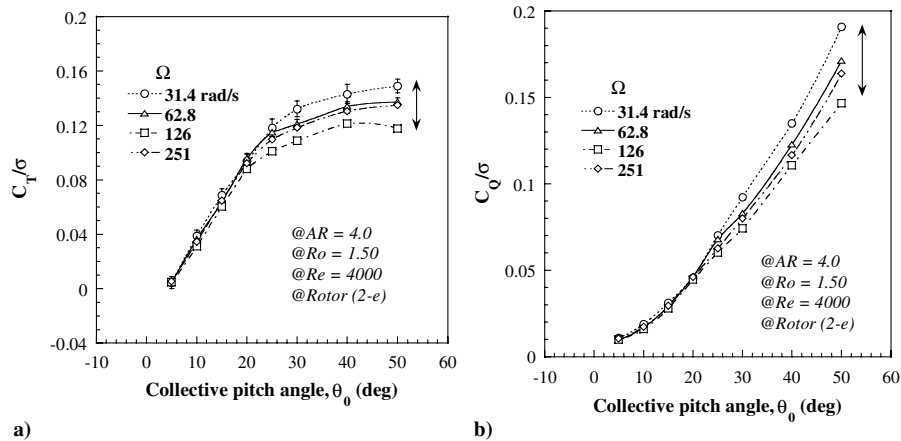 0.2
0.16
0.12
0.08
0.04
0
-0.04
C_T/σ
Ω
31.4 rad/s
62.8
126
251
@AR = 4.0
@Ro = 1.50
@Re = 4000
@Rotor (2-e)
-10 0 10 20 30 40 50 60
Collective pitch angle, θ_0 (deg)
a)
0.2
0.15
0.1
0.05
0
C_Q/σ
Ω
31.4 rad/s
62.8
126
251
@AR = 4.0
@Ro = 1.50
@Re = 4000
@Rotor (2-e)
-10 0 10 20 30 40 50 60
Collective pitch angle, θ_0 (deg)
b)